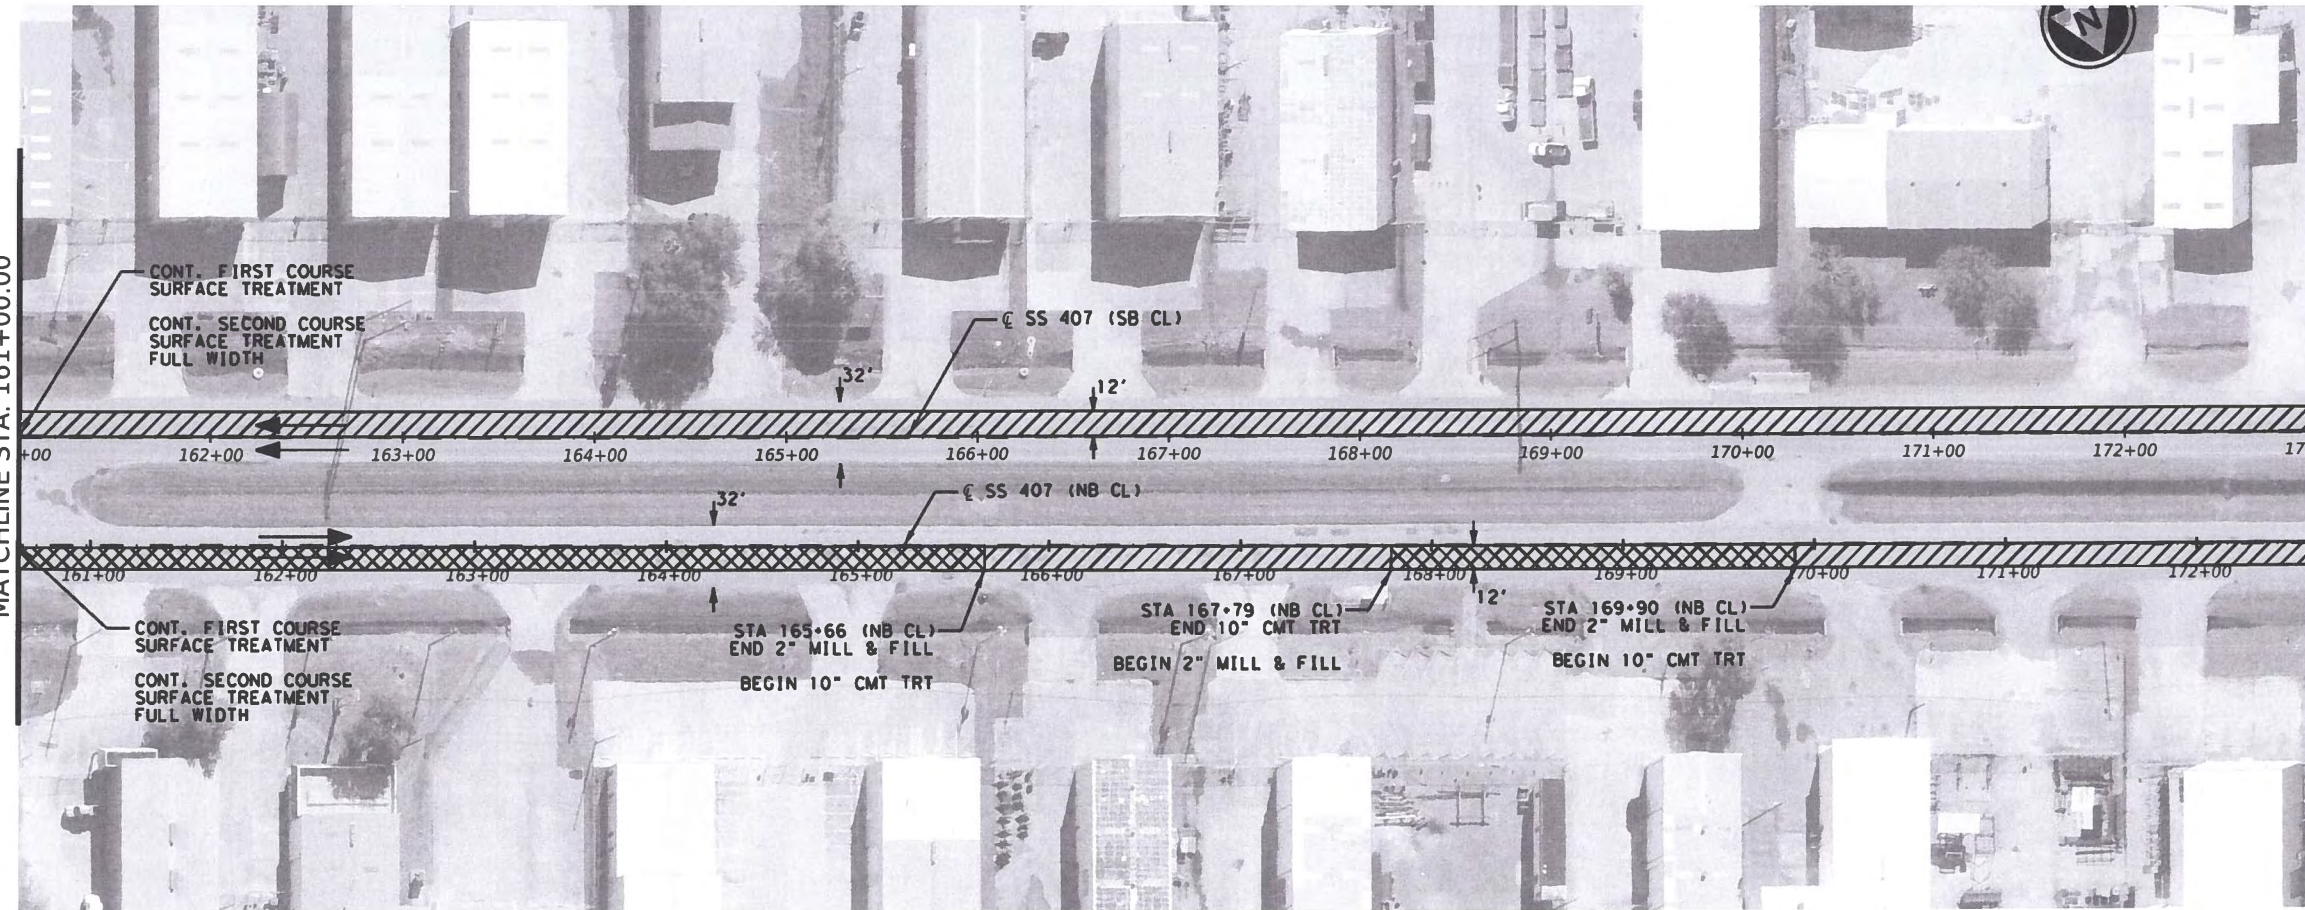 N
MATCHLINE STA. 161+00.00
CONT. FIRST COURSE
SURFACE TREATMENT
CONT. SECOND COURSE
SURFACE TREATMENT
FULL WIDTH
℄ SS 407 (SB CL)
32'
12'
+00
162+00
163+00
164+00
165+00
166+00
167+00
168+00
169+00
170+00
171+00
172+00
17
℄ SS 407 (NB CL)
32'
161+00
162+00
163+00
164+00
165+00
166+00
167+00
168+00
169+00
170+00
171+00
172+00
12'
CONT. FIRST COURSE
SURFACE TREATMENT
CONT. SECOND COURSE
SURFACE TREATMENT
FULL WIDTH
STA 165+66 (NB CL)
END 2" MILL & FILL
BEGIN 10" CMT TRT
STA 167+79 (NB CL)
END 10" CMT TRT
BEGIN 2" MILL & FILL
STA 169+90 (NB CL)
END 2" MILL & FILL
BEGIN 10" CMT TRT